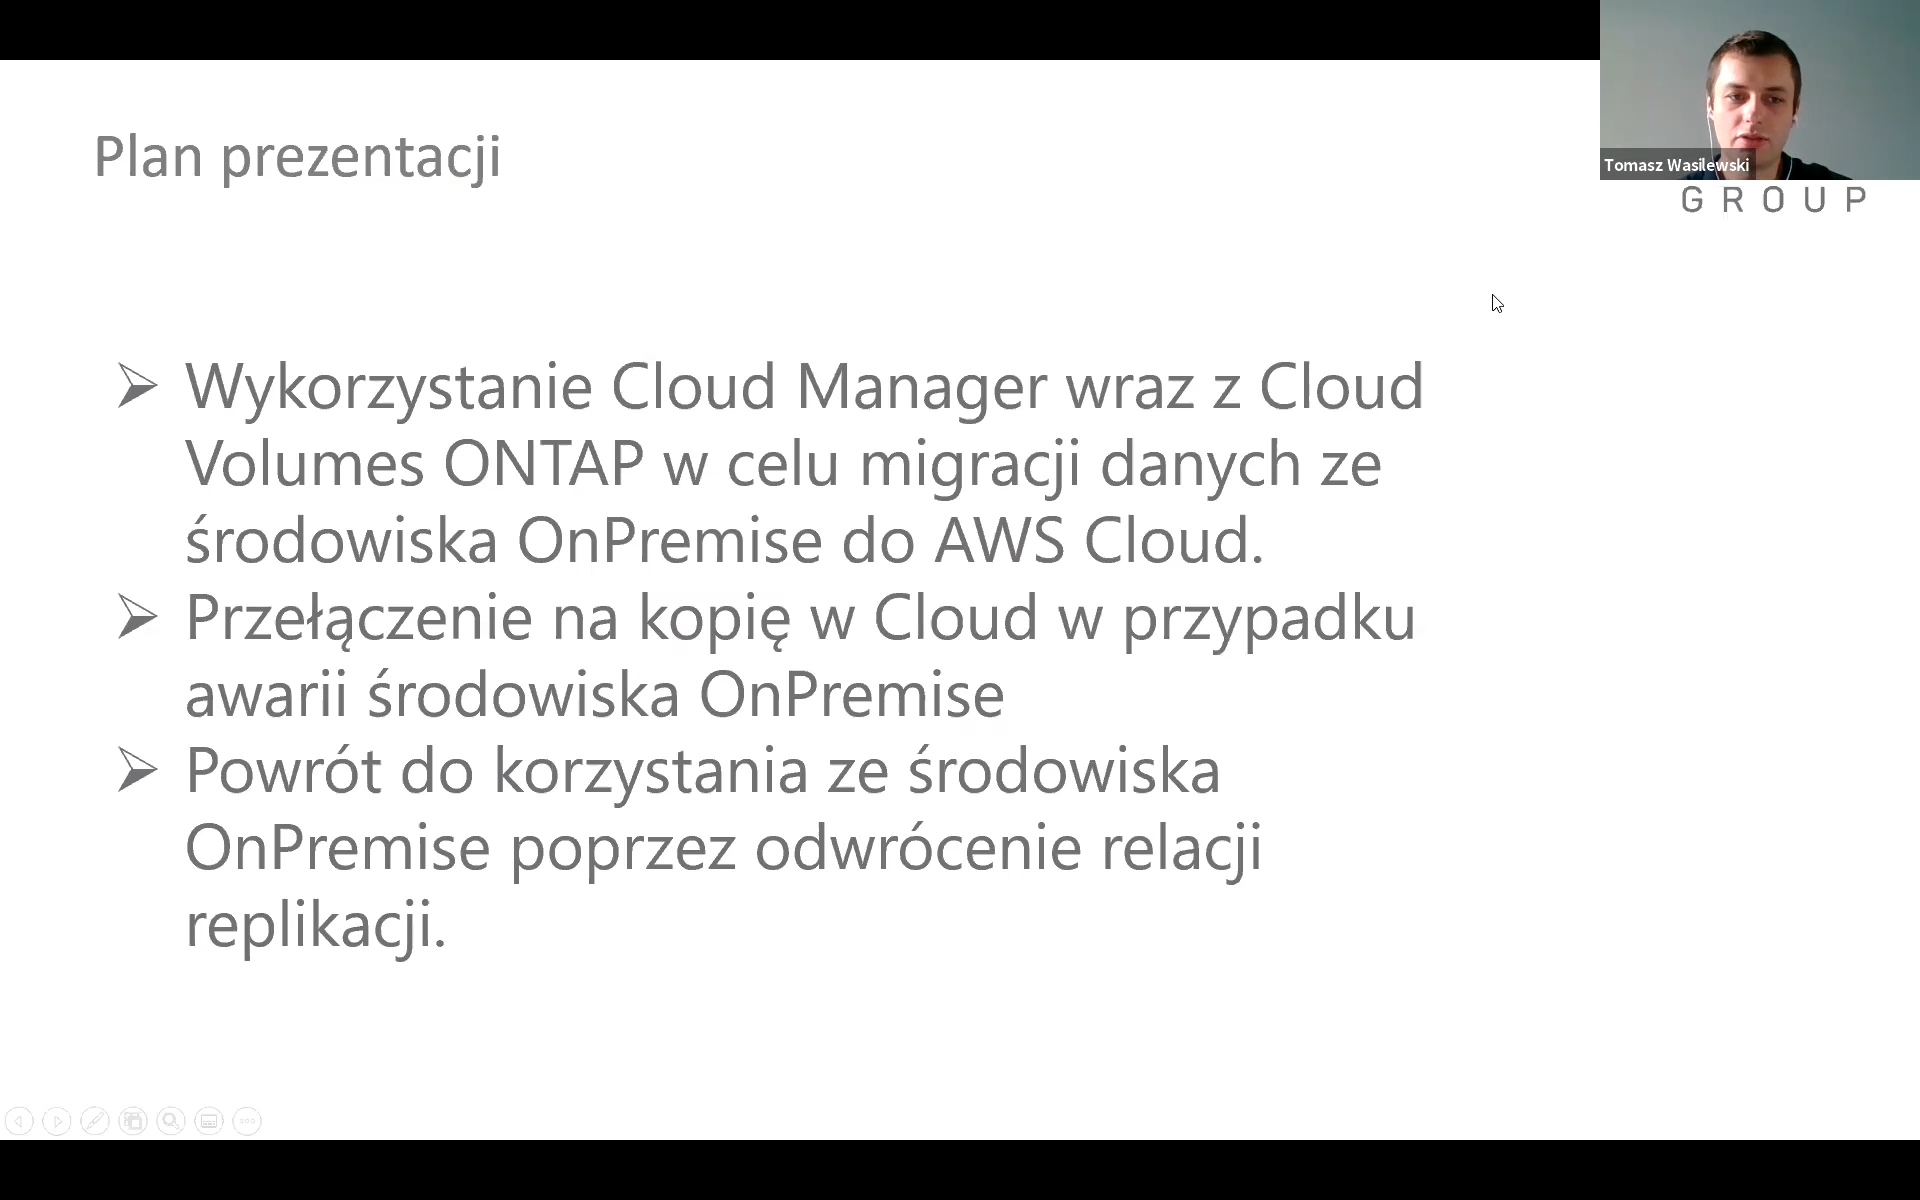 Plan prezentacji
Tomasz Wasilewski
GROUP
Wykorzystanie Cloud Manager wraz z Cloud
Volumes ONTAP w celu migracji danych ze
środowiska OnPremise do AWS Cloud.
Przełączenie na kopię w Cloud w przypadku
awarii środowiska OnPremise
Powrót do korzystania ze środowiska
OnPremise poprzez odwrócenie relacji
replikacji.